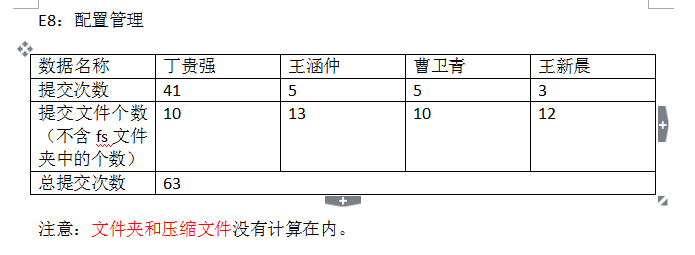 E8：配置管理
数据名称 丁贵强 王涵仲 曹卫青 王新晨
提交次数 41 5 5 3
提交文件个数 10 13 10 12
（不含 fs 文件
夹中的个数）
总提交次数 63
注意：文件夹和压缩文件没有计算在内。